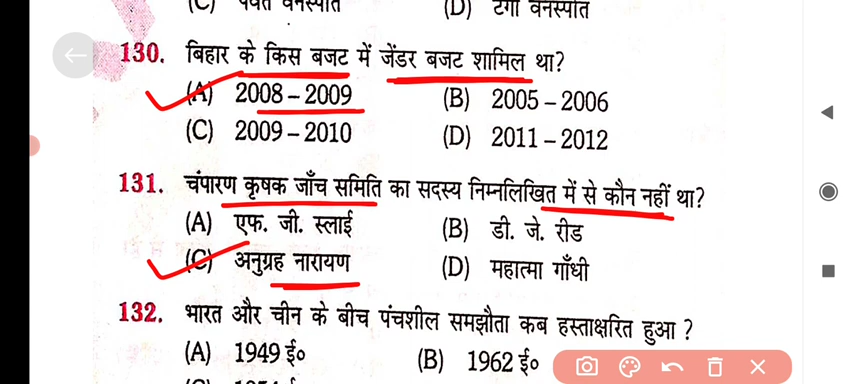 (C) पर्वत वनस्पति (D) टैगा वनस्पति
130. बिहार के किस बजट में जेंडर बजट शामिल था?
(A) 2008 – 2009 (B) 2005 – 2006
(C) 2009 – 2010 (D) 2011 – 2012
131. चंपारण कृषक जाँच समिति का सदस्य निम्नलिखित में से कौन नहीं था?
(A) एफ. जी. स्लाई (B) डी. जे. रीड
(C) अनुग्रह नारायण (D) महात्मा गाँधी
132. भारत और चीन के बीच पंचशील समझौता कब हस्ताक्षरित हुआ ?
(A) 1949 ई० (B) 1962 ई०